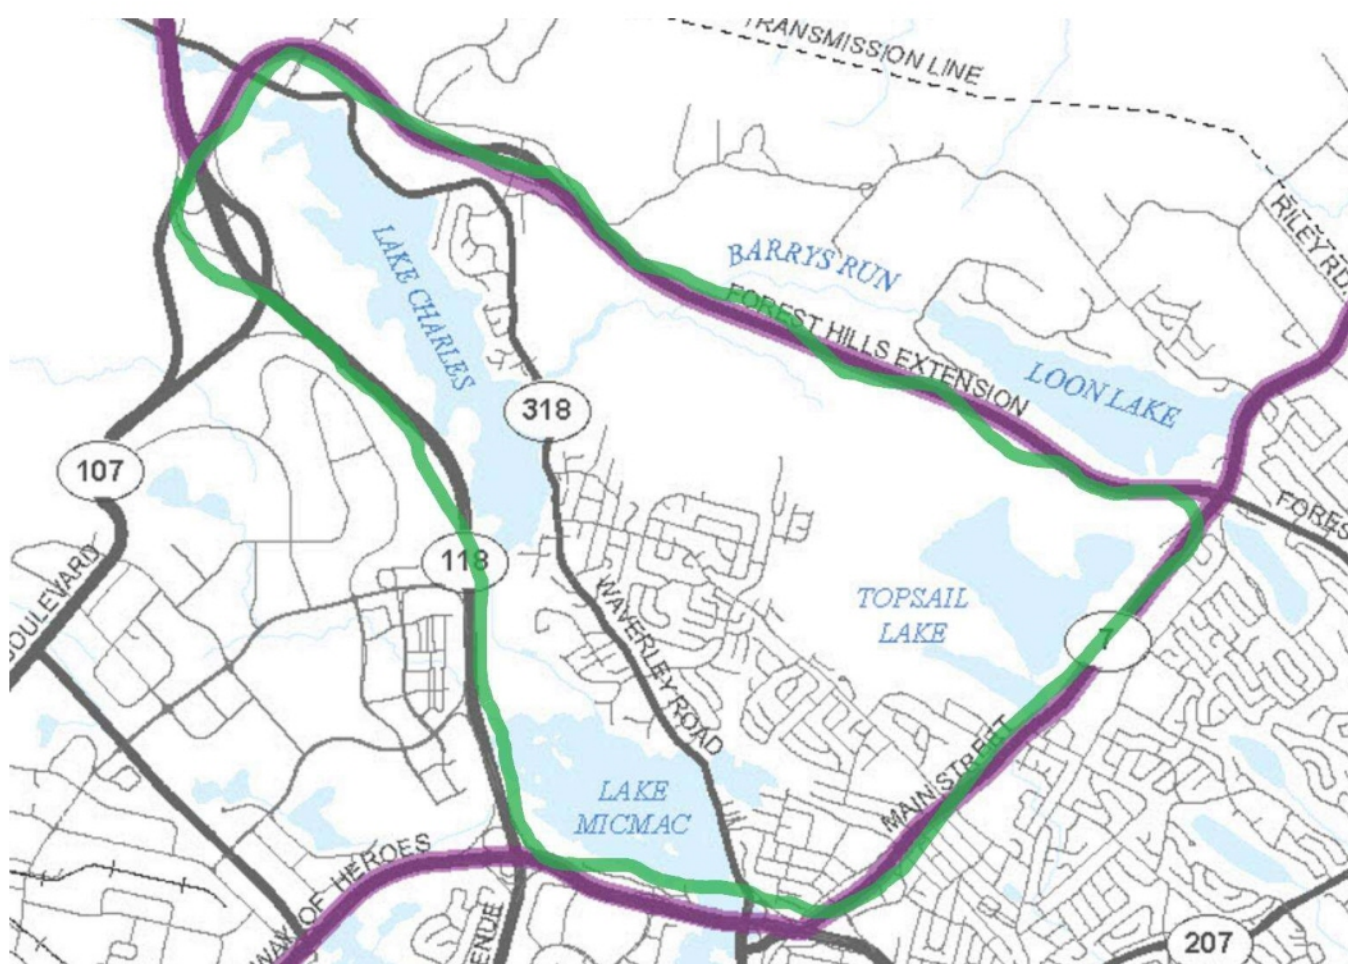 TRANSMISSION LINE
RILEY RD.
BARRYS RUN
LAKE CHARLES
FOREST HILLS EXTENSION
LOON LAKE
318
107
FORES
118
BOULEVARD
WAVERLEY ROAD
TOPSAIL
LAKE
7
MAIN STREET
LAKE
MICMAC
WAY OF HEROES
ENUE
207